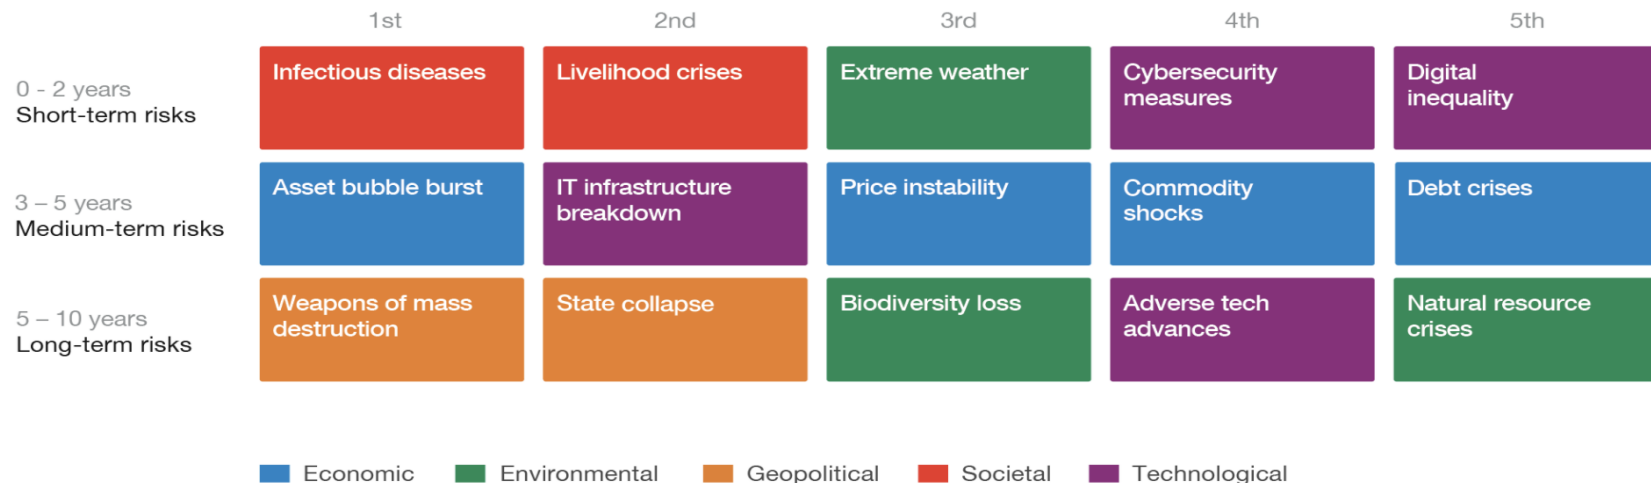 1st 2nd 3rd 4th 5th
0 - 2 years
Short-term risks
Infectious diseases
Livelihood crises
Extreme weather
Cybersecurity
measures
Digital
inequality
3 – 5 years
Medium-term risks
Asset bubble burst
IT infrastructure
breakdown
Price instability
Commodity
shocks
Debt crises
5 – 10 years
Long-term risks
Weapons of mass
destruction
State collapse
Biodiversity loss
Adverse tech
advances
Natural resource
crises
Economic Environmental Geopolitical Societal Technological